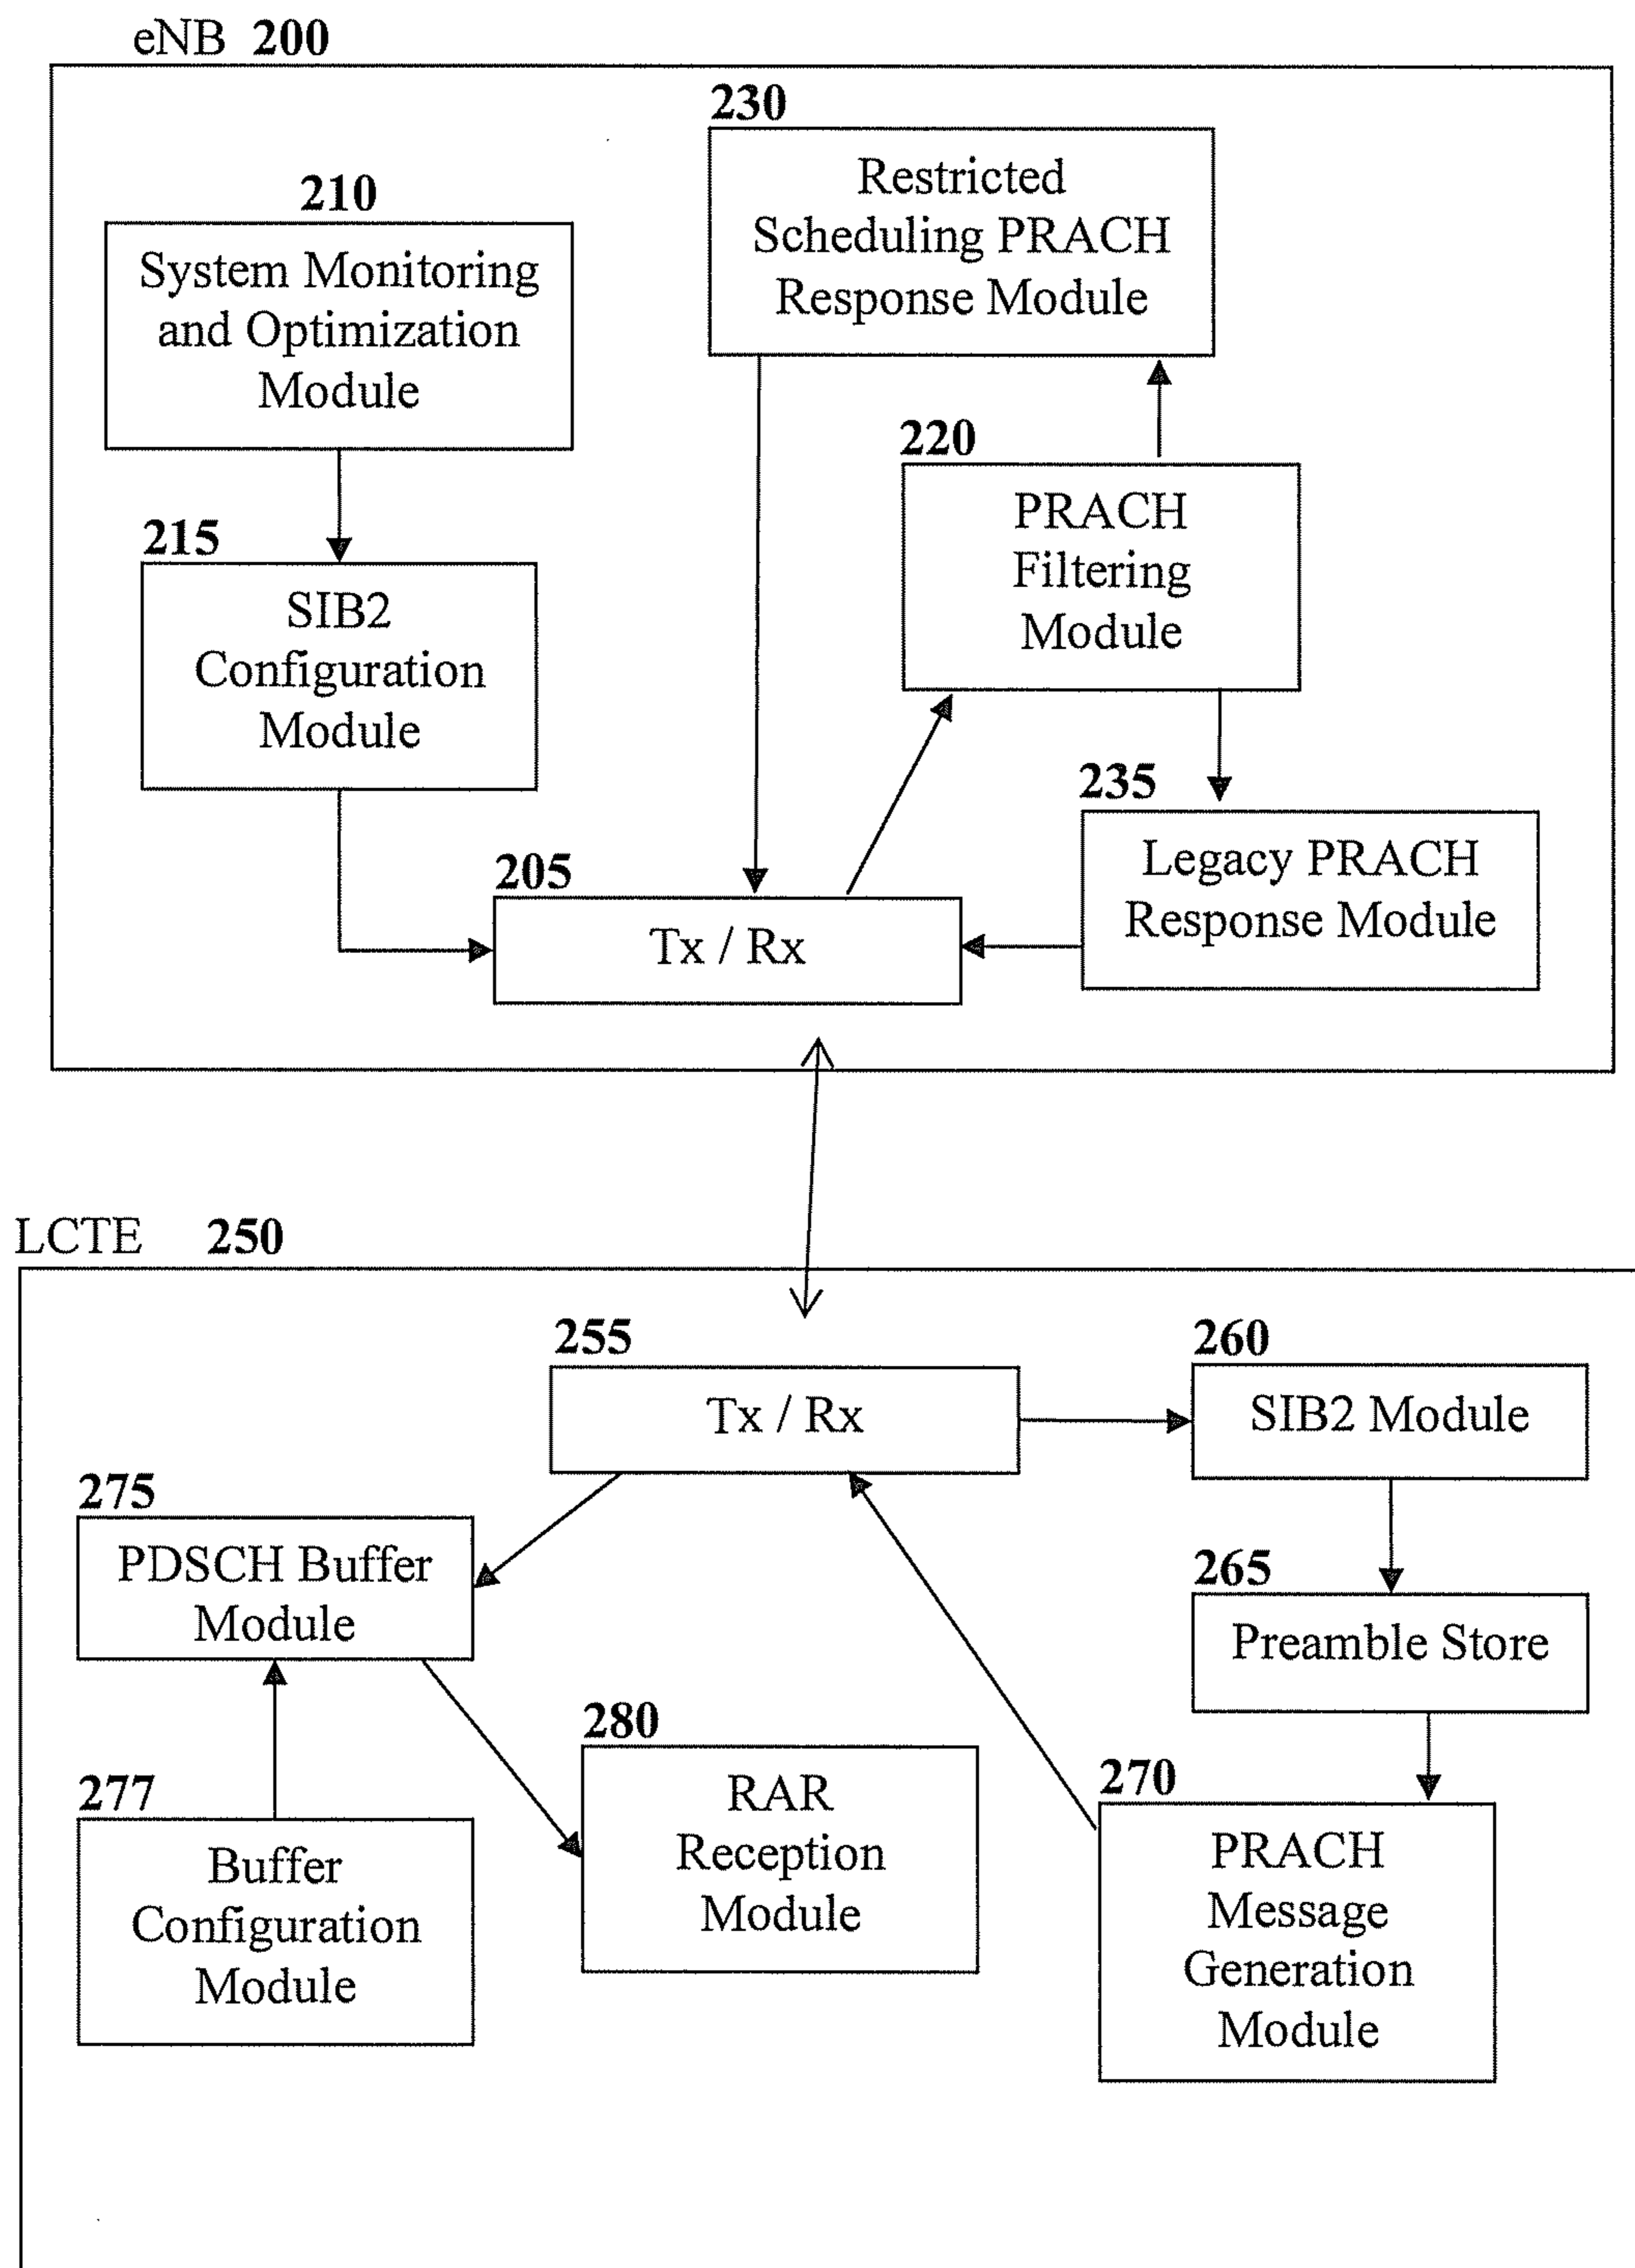 eNB 200
230
Restricted
Scheduling PRACH
Response Module
210
System Monitoring
and Optimization
Module
220
PRACH
Filtering
Module
215
SIB2
Configuration
Module
235
Legacy PRACH
Response Module
205
Tx / Rx
LCTE 250
255
Tx / Rx
260
SIB2 Module
275
PDSCH Buffer
Module
265
Preamble Store
280
RAR
Reception
Module
270
PRACH
Message
Generation
Module
277
Buffer
Configuration
Module